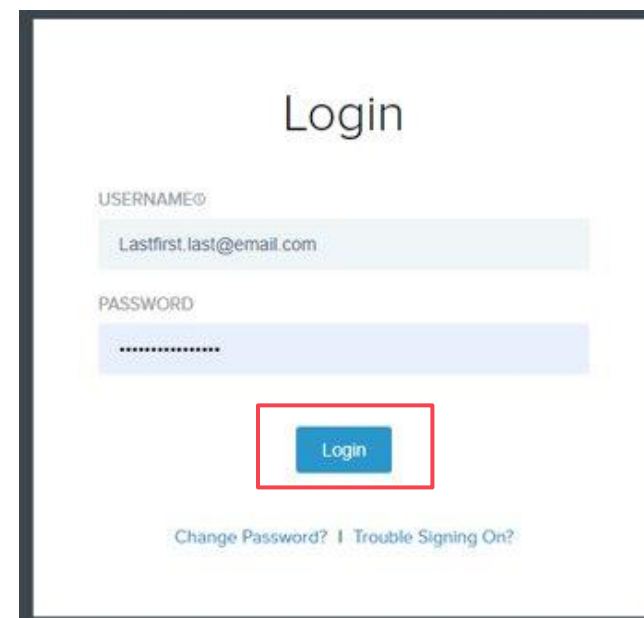 Login
USERNAME
Lastfirst.last@email.com
PASSWORD
••••••••••••••••
Login
Change Password? | Trouble Signing On?